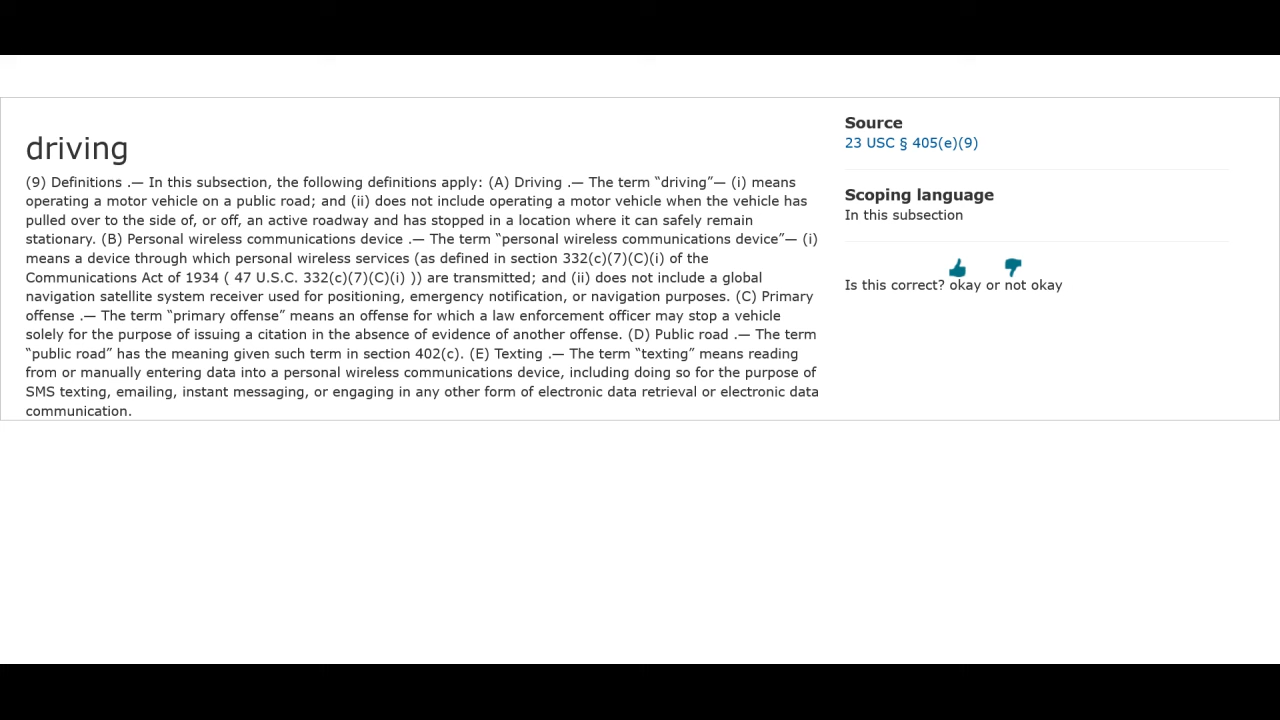 driving
(9) Definitions .— In this subsection, the following definitions apply: (A) Driving .— The term “driving”— (i) means
operating a motor vehicle on a public road; and (ii) does not include operating a motor vehicle when the vehicle has
pulled over to the side of, or off, an active roadway and has stopped in a location where it can safely remain
stationary. (B) Personal wireless communications device .— The term “personal wireless communications device”— (i)
means a device through which personal wireless services (as defined in section 332(c)(7)(C)(i) of the
Communications Act of 1934 ( 47 U.S.C. 332(c)(7)(C)(i) )) are transmitted; and (ii) does not include a global
navigation satellite system receiver used for positioning, emergency notification, or navigation purposes. (C) Primary
offense .— The term “primary offense” means an offense for which a law enforcement officer may stop a vehicle
solely for the purpose of issuing a citation in the absence of evidence of another offense. (D) Public road .— The term
“public road” has the meaning given such term in section 402(c). (E) Texting .— The term “texting” means reading
from or manually entering data into a personal wireless communications device, including doing so for the purpose of
SMS texting, emailing, instant messaging, or engaging in any other form of electronic data retrieval or electronic data
communication.
Source
23 USC § 405(e)(9)
Scoping language
In this subsection
Is this correct? okay or not okay